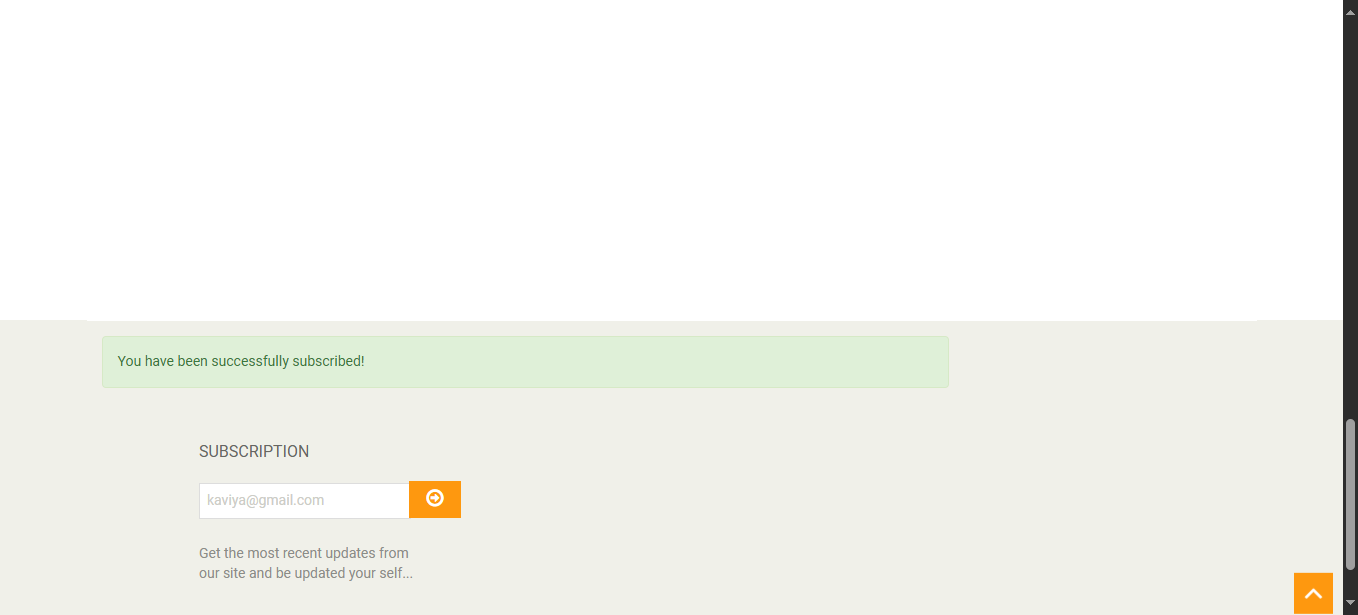 You have been successfully subscribed!
SUBSCRIPTION
kaviya@gmail.com
Get the most recent updates from
our site and be updated your self...